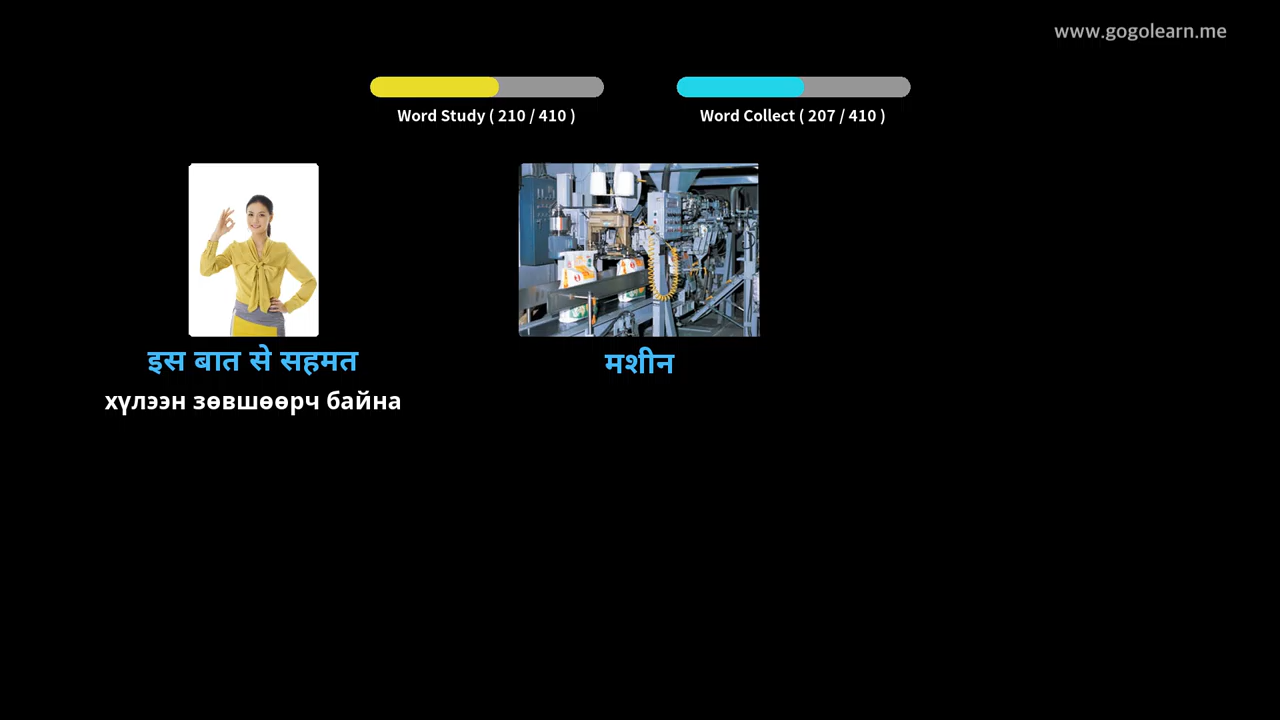 www.gogolearn.me
Word Study ( 210 / 410 )
Word Collect ( 207 / 410 )
इस बात से सहमत
хүлээн зөвшөөрч байна
मशीन